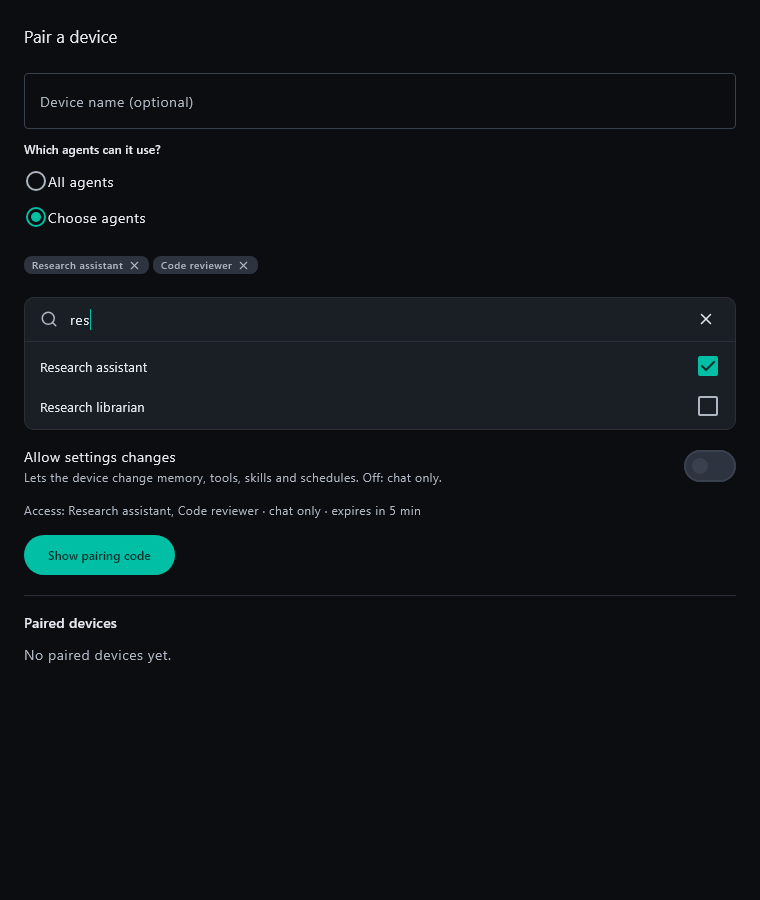 Pair a device
Device name (optional)
Which agents can it use?
All agents
Choose agents
Research assistant Code reviewer
res
Research assistant
Research librarian
Allow settings changes
Lets the device change memory, tools, skills and schedules. Off: chat only.
Access: Research assistant, Code reviewer · chat only · expires in 5 min
Show pairing code
Paired devices
No paired devices yet.